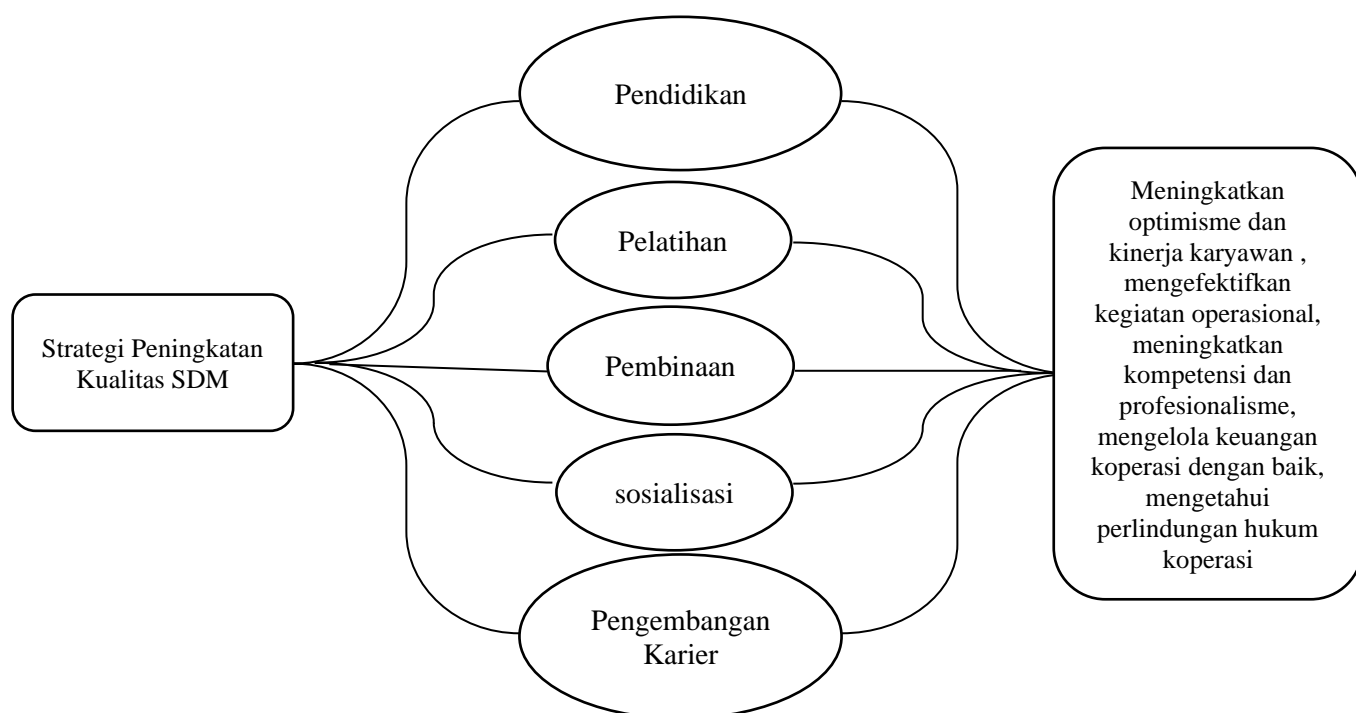 Pendidikan
Pelatihan
Pembinaan
sosialisasi
Pengembangan
Karier
Strategi Peningkatan
Kualitas SDM
Meningkatkan
optimisme dan
kinerja karyawan ,
mengefektifkan
kegiatan operasional,
meningkatkan
kompetensi dan
profesionalisme,
mengelola keuangan
koperasi dengan baik,
mengetahui
perlindungan hukum
koperasi